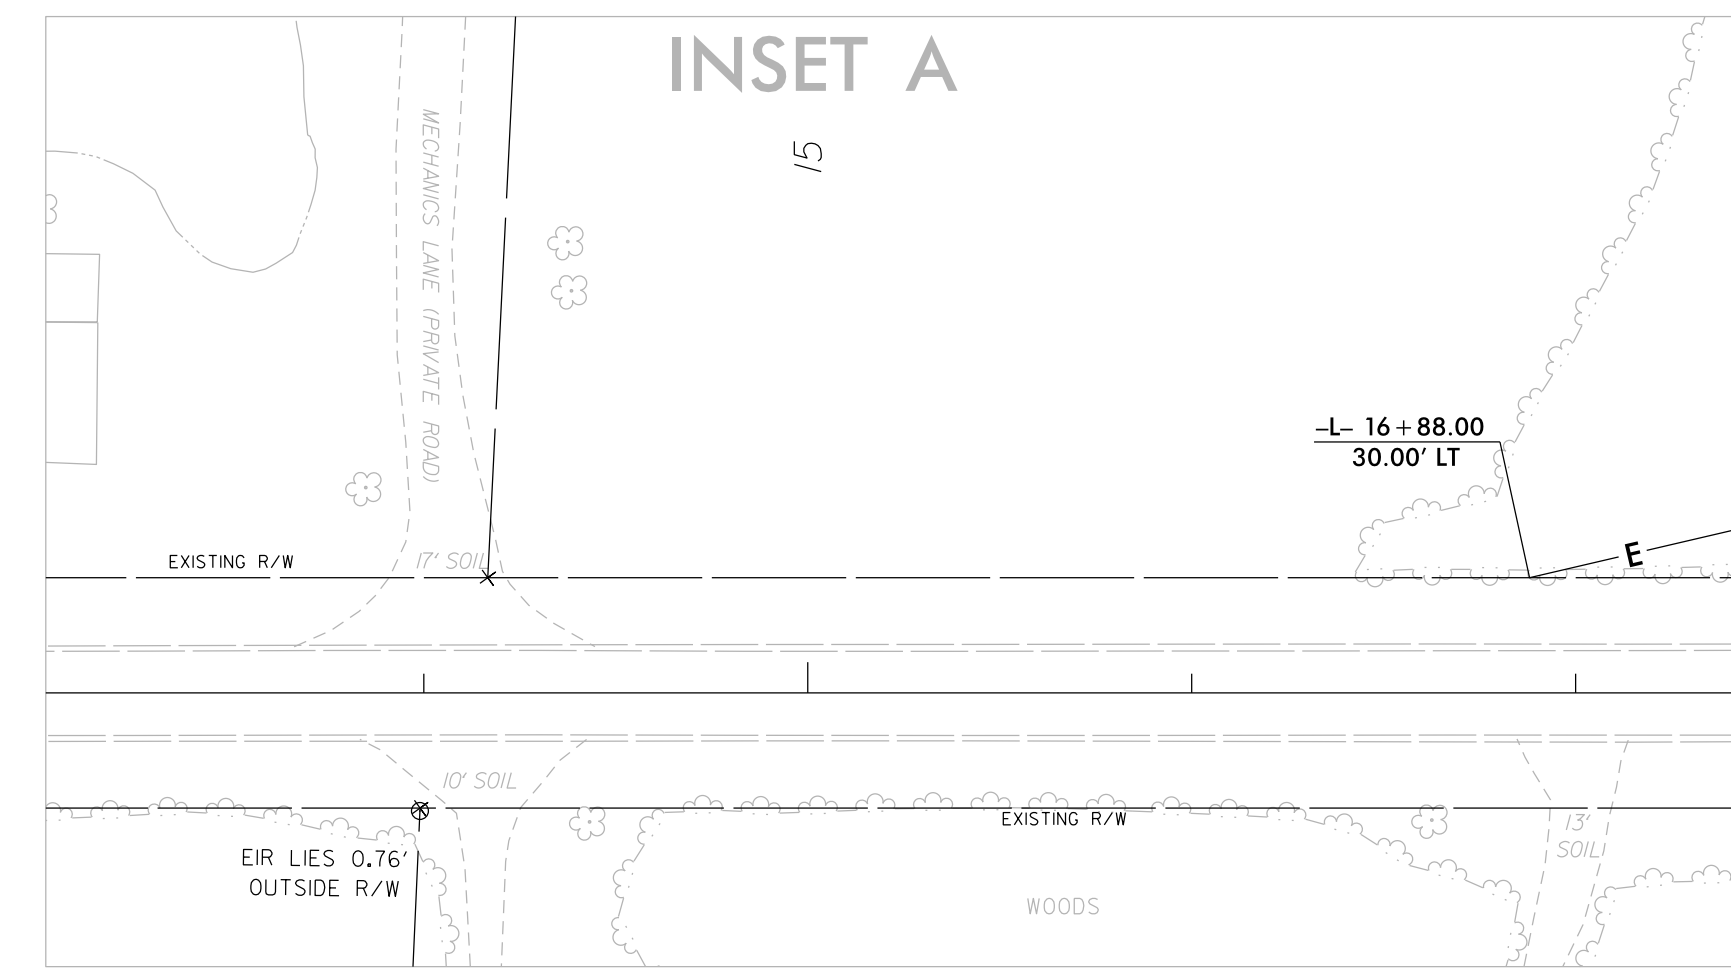 INSET A
15
MECHANICS LANE (PRIVATE ROAD)
–L– 16+88.00
30.00' LT
E
EXISTING R/W
17' SOIL
10' SOIL
EXISTING R/W
13'
SOIL
EIR LIES 0.76'
OUTSIDE R/W
WOODS